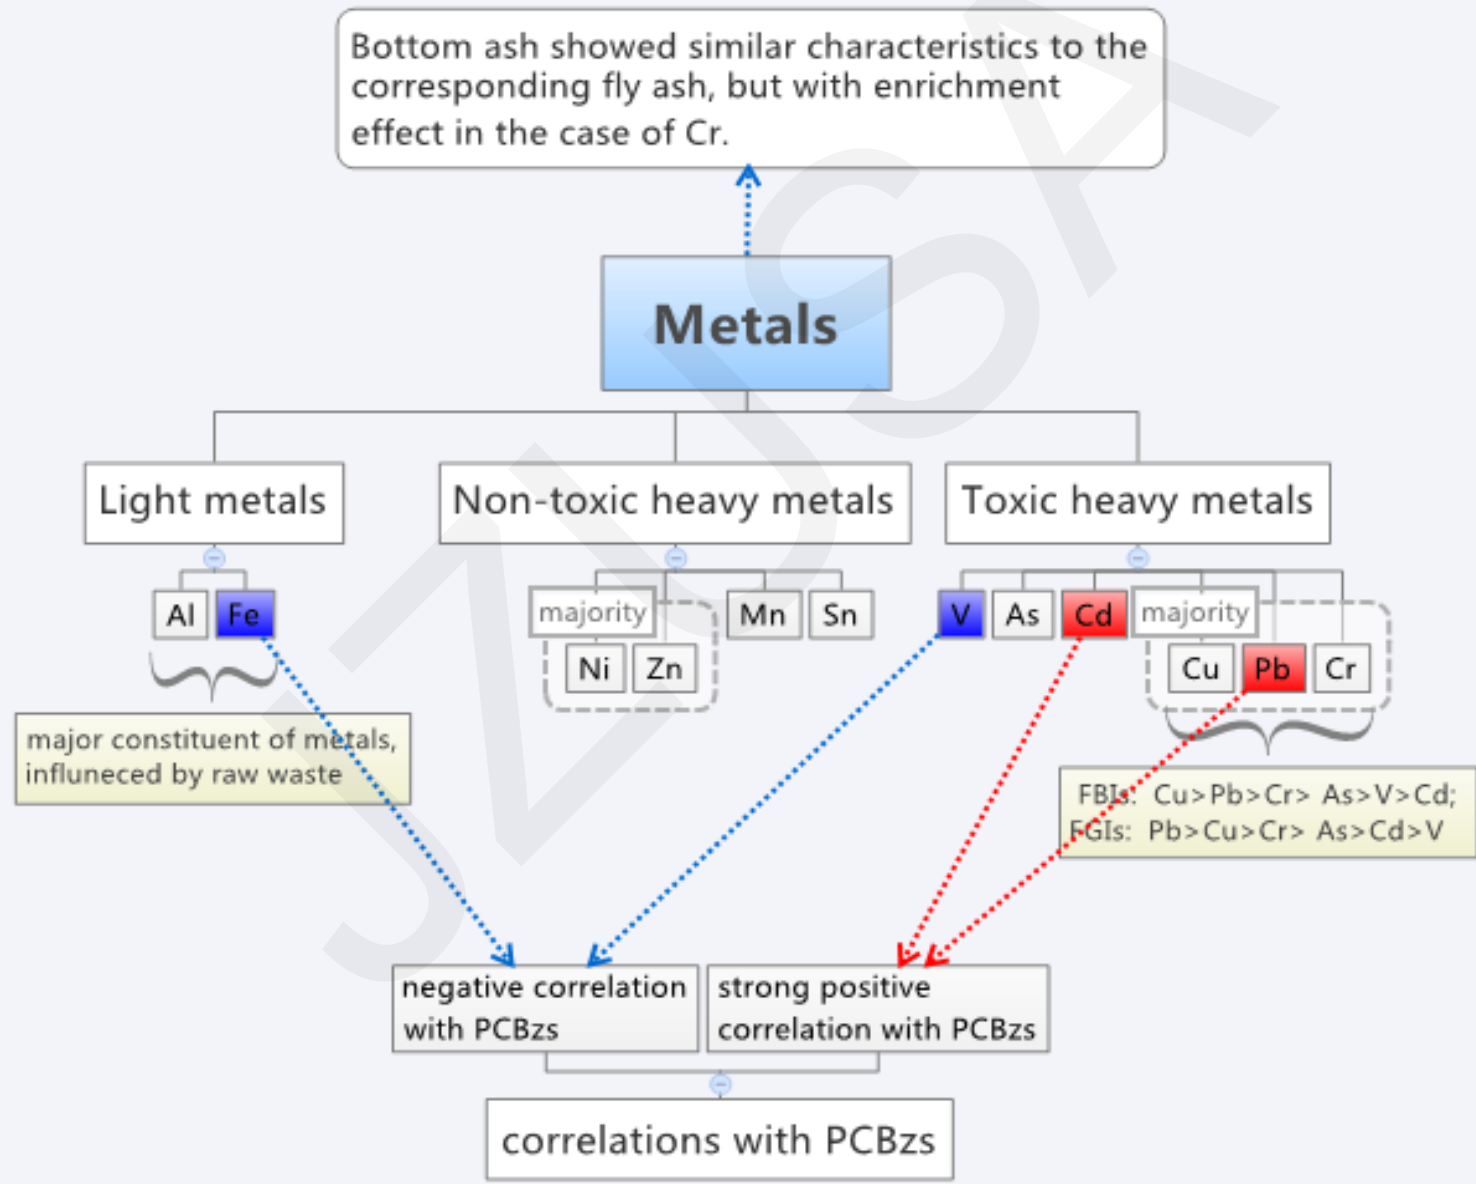 Bottom ash showed similar characteristics to the
corresponding fly ash, but with enrichment
effect in the case of Cr.
Metals
Light metals
Non-toxic heavy metals
Toxic heavy metals
Al
Fe
majority
Ni
Zn
Mn
Sn
V
As
Cd
majority
Cu
Pb
Cr
major constituent of metals,
influneced by raw waste
FBIs: Cu>Pb>Cr> As>V>Cd;
FGIs: Pb>Cu>Cr> As>Cd>V
negative correlation
with PCBzs
strong positive
correlation with PCBzs
correlations with PCBzs
JZUSA